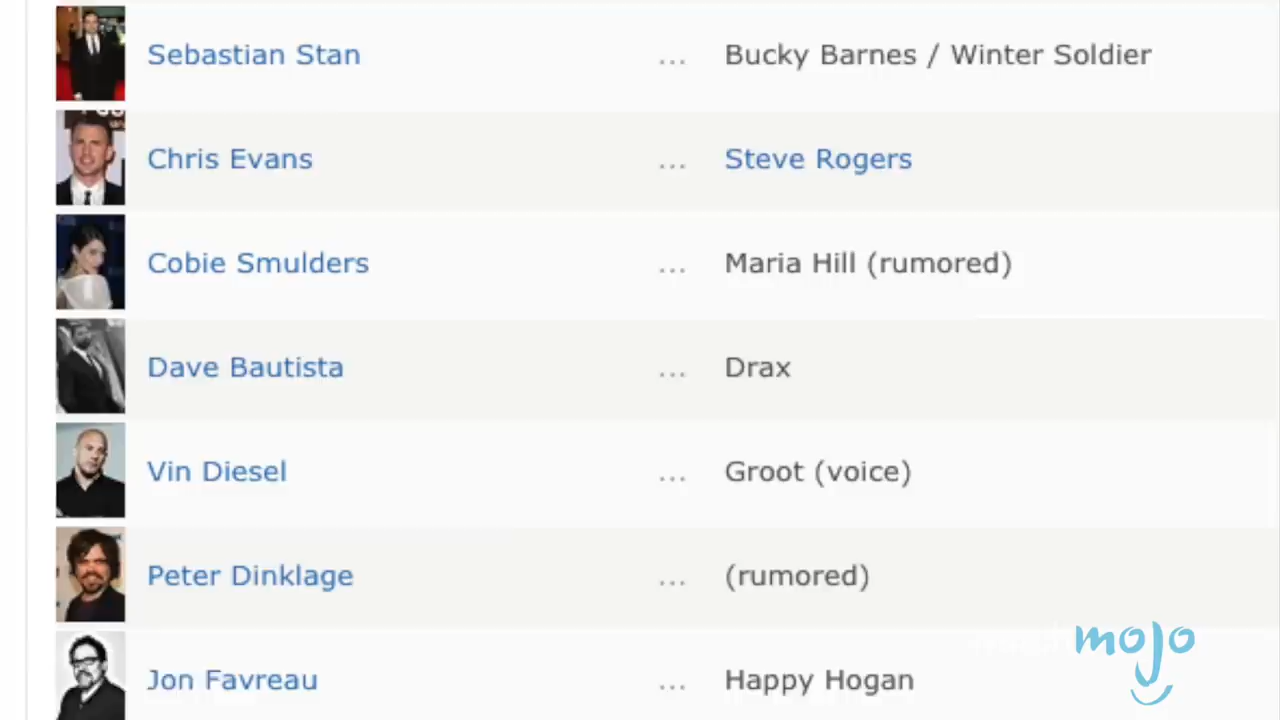 Sebastian Stan ... Bucky Barnes / Winter Soldier
Chris Evans ... Steve Rogers
Cobie Smulders ... Maria Hill (rumored)
Dave Bautista ... Drax
Vin Diesel ... Groot (voice)
Peter Dinklage ... (rumored)
mojo
Jon Favreau ... Happy Hogan